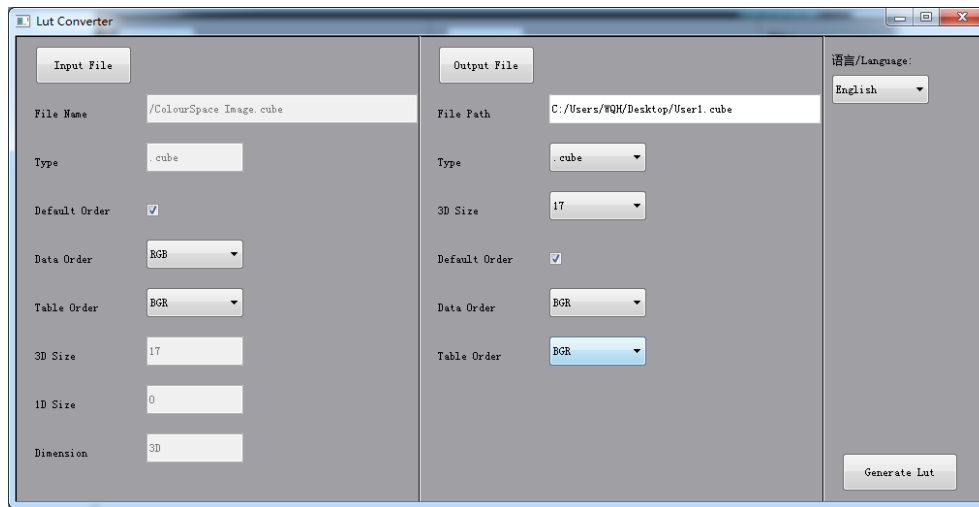 Lut Converter
Input File
File Name /ColourSpace Image.cube
Type .cube
Default Order
Data Order RGB
Table Order BGR
3D Size 17
1D Size 0
Dimension 3D
Output File
File Path C:/Users/WQH/Desktop/User1.cube
Type .cube
3D Size 17
Default Order
Data Order BGR
Table Order BGR
语言/Language:
English
Generate Lut